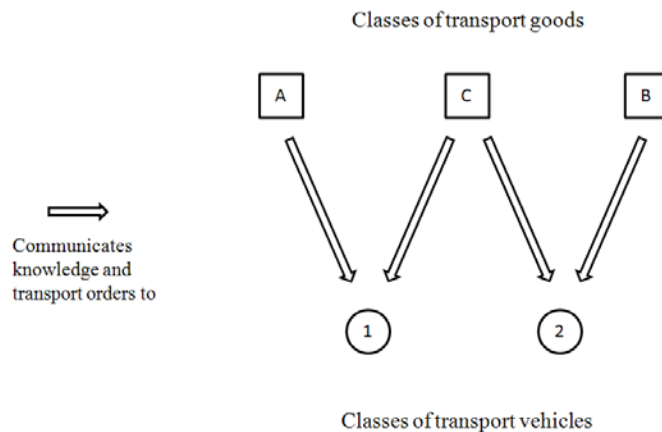 Classes of transport goods
A C B
Communicates
knowledge and
transport orders to
1 2
Classes of transport vehicles